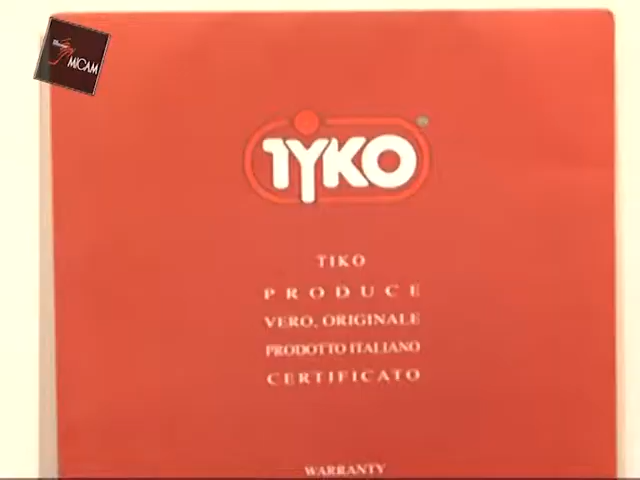 MICAM
TYKO
TIKO
PRODUCE
VERO, ORIGINALE
PRODOTTO ITALIANO
CERTIFICATO
WARRANTY